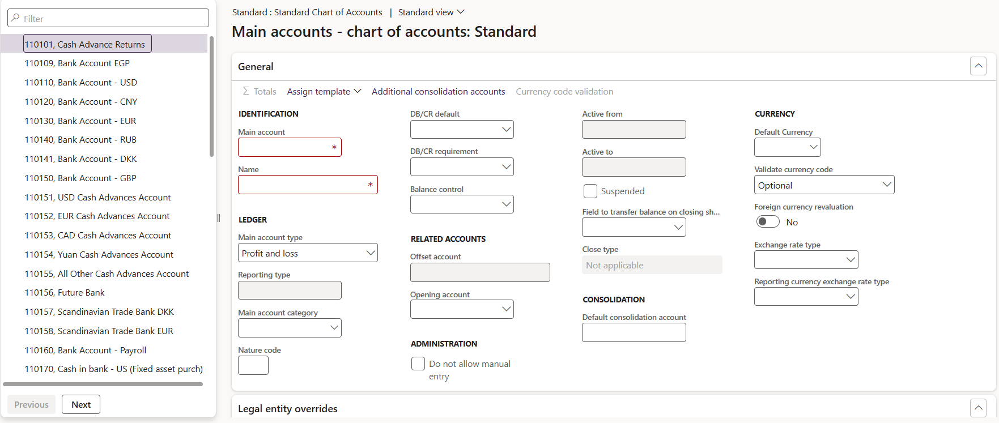 Filter
110101, Cash Advance Returns
110109, Bank Account EGP
110110, Bank Account - USD
110120, Bank Account - CNY
110130, Bank Account - EUR
110140, Bank Account - RUB
110141, Bank Account - DKK
110150, Bank Account - GBP
110151, USD Cash Advances Account
110152, EUR Cash Advances Account
110153, CAD Cash Advances Account
110154, Yuan Cash Advances Account
110155, All Other Cash Advances Account
110156, Future Bank
110157, Scandinavian Trade Bank DKK
110158, Scandinavian Trade Bank EUR
110160, Bank Account - Payroll
110170, Cash in bank - US (Fixed asset purch)
Previous
Next
Standard : Standard Chart of Accounts | Standard view
Main accounts - chart of accounts: Standard
General
Σ Totals Assign template Additional consolidation accounts Currency code validation
IDENTIFICATION
Main account
*
Name
*
LEDGER
Main account type
Profit and loss
Reporting type
Main account category
Nature code
DB/CR default
DB/CR requirement
Balance control
RELATED ACCOUNTS
Offset account
Opening account
ADMINISTRATION
Do not allow manual
entry
Active from
Active to
Suspended
Field to transfer balance on closing sh...
Close type
Not applicable
CONSOLIDATION
Default consolidation account
CURRENCY
Default Currency
Validate currency code
Optional
Foreign currency revaluation
No
Exchange rate type
Reporting currency exchange rate type
Legal entity overrides